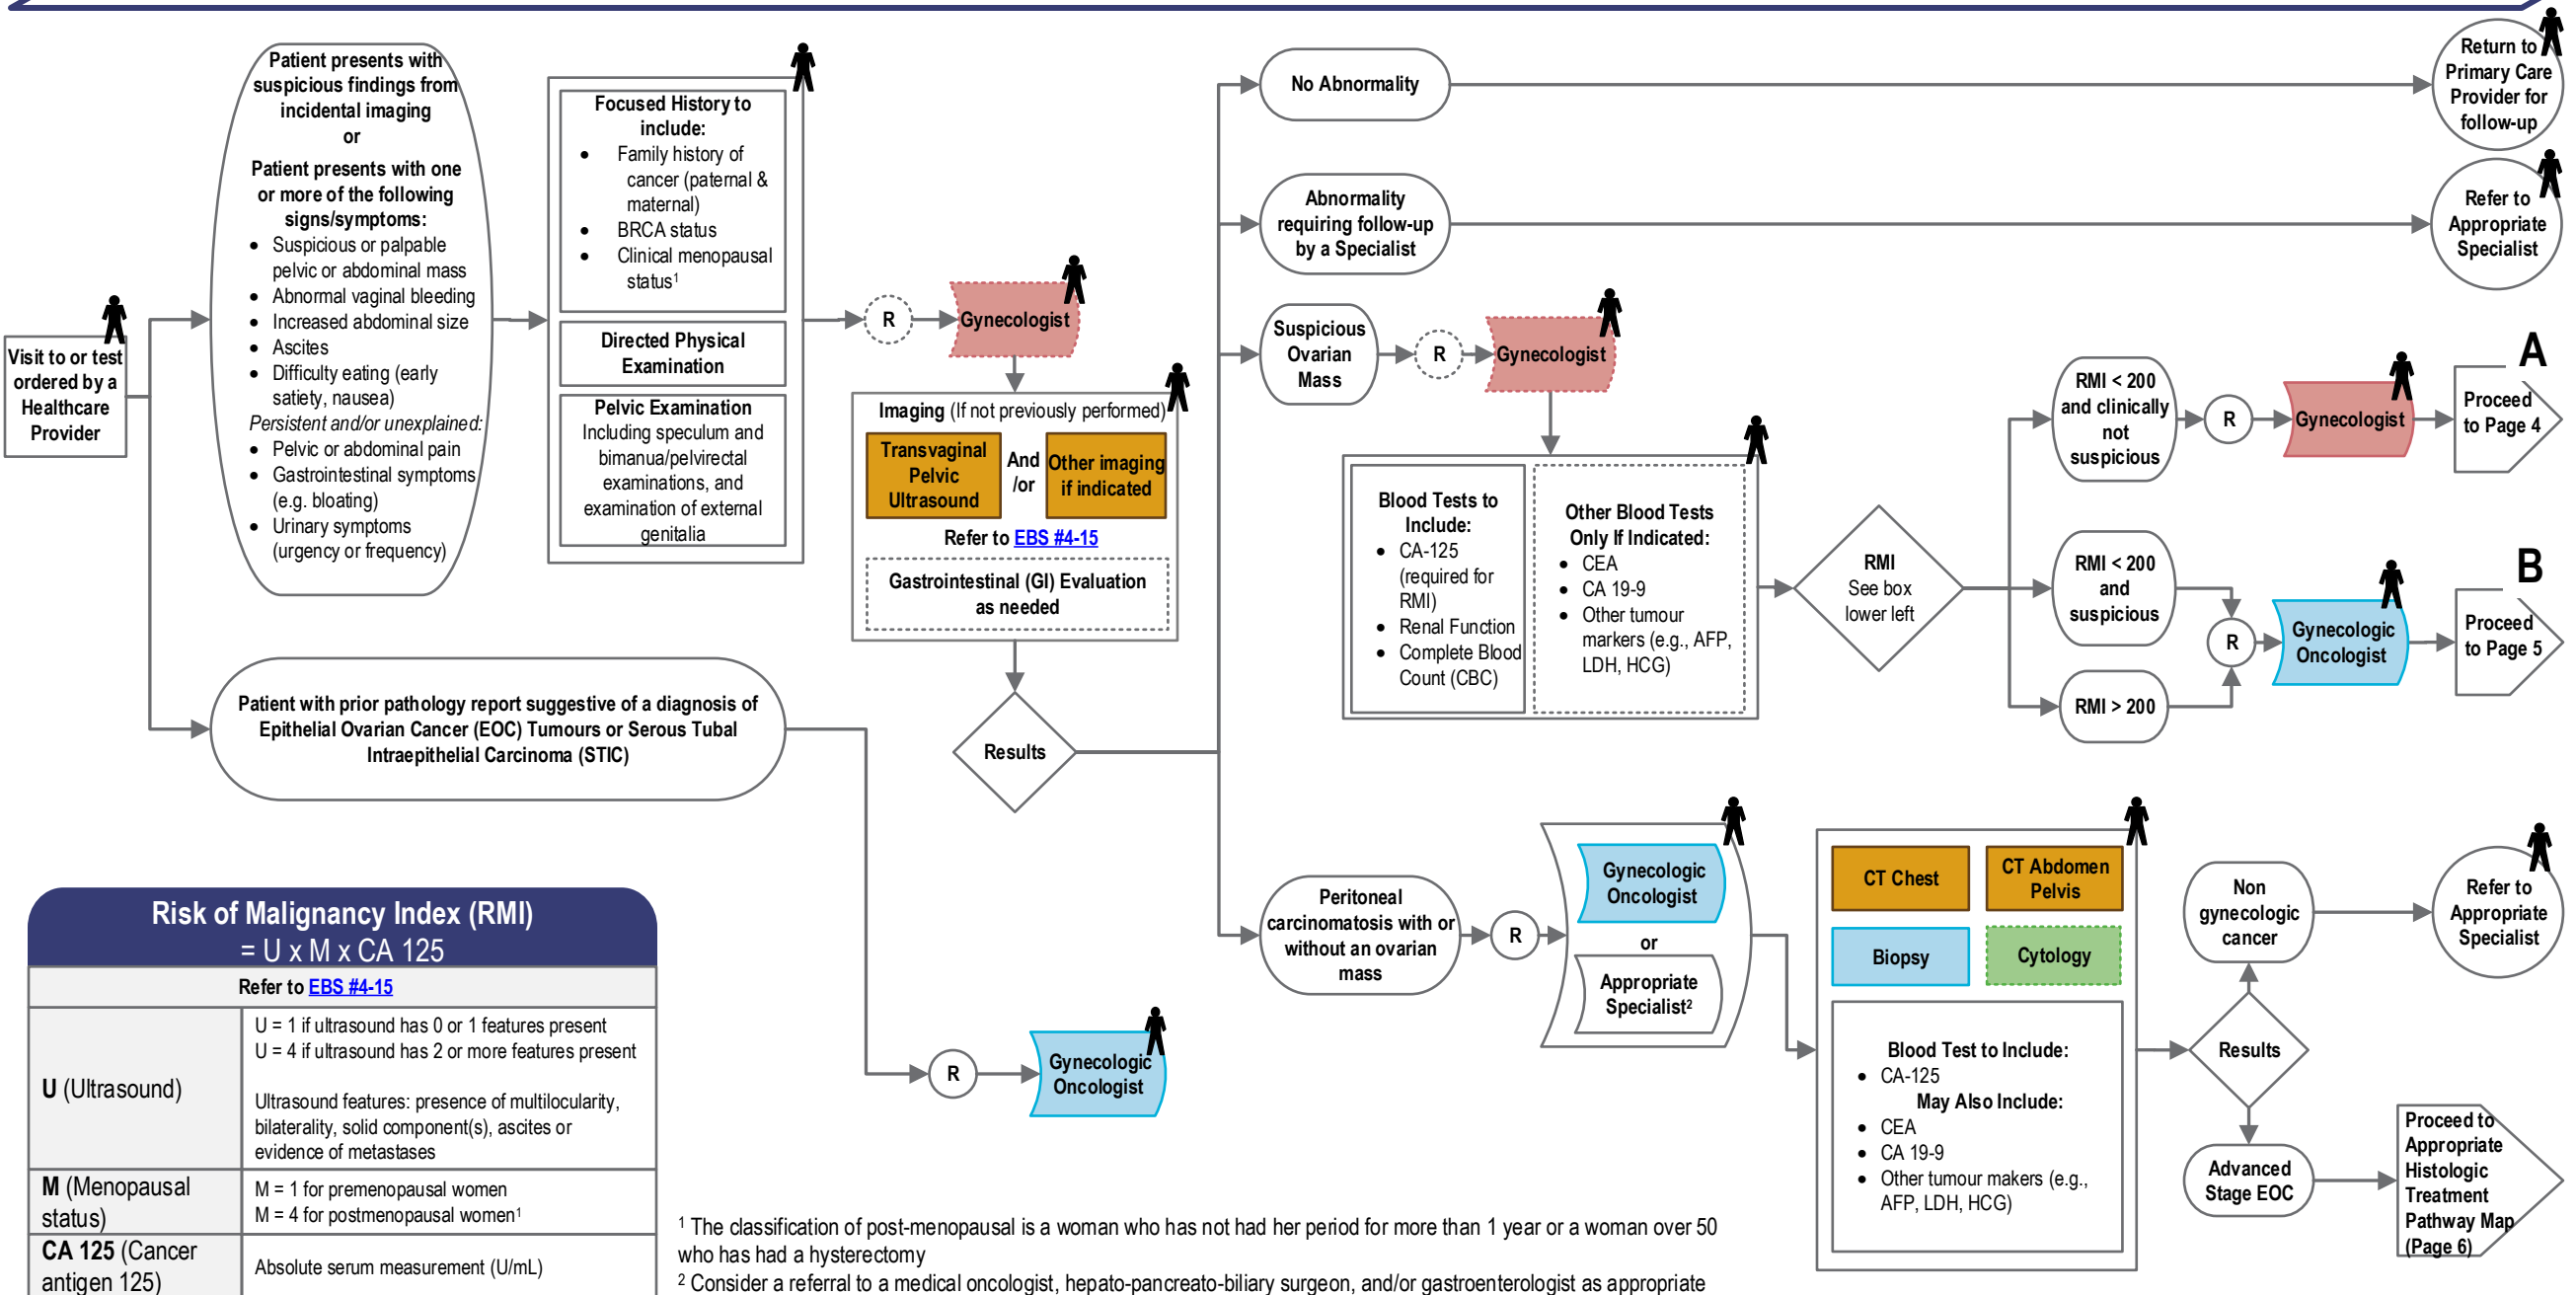 Visit to or test
ordered by a
Healthcare
Provider
Patient presents with
suspicious findings from
incidental imaging
or
Patient presents with one
or more of the following
signs/symptoms:
• Suspicious or palpable
pelvic or abdominal mass
• Abnormal vaginal bleeding
• Increased abdominal size
• Ascites
• Difficulty eating (early
satiety, nausea)
Persistent and/or unexplained:
• Pelvic or abdominal pain
• Gastrointestinal symptoms
(e.g. bloating)
• Urinary symptoms
(urgency or frequency)
Patient with prior pathology report suggestive of a diagnosis of
Epithelial Ovarian Cancer (EOC) Tumours or Serous Tubal
Intraepithelial Carcinoma (STIC)
Focused History to
include:
• Family history of
cancer (paternal &
maternal)
• BRCA status
• Clinical menopausal
status¹
Directed Physical
Examination
Pelvic Examination
Including speculum and
bimanua/pelvirectal
examinations, and
examination of external
genitalia
R
Gynecologist
Imaging (If not previously performed)
Transvaginal
Pelvic
Ultrasound
And
/or
Other imaging
if indicated
Refer to EBS #4-15
Gastrointestinal (GI) Evaluation
as needed
Results
R
Gynecologic
Oncologist
No Abnormality
Return to
Primary Care
Provider for
follow-up
Abnormality
requiring follow-up
by a Specialist
Refer to
Appropriate
Specialist
Suspicious
Ovarian
Mass
R
Gynecologist
Blood Tests to
Include:
• CA-125
(required for
RMI)
• Renal Function
• Complete Blood
Count (CBC)
Other Blood Tests
Only If Indicated:
• CEA
• CA 19-9
• Other tumour
markers (e.g., AFP,
LDH, HCG)
RMI
See box
lower left
RMI < 200
and clinically
not
suspicious
R
Gynecologist
A
Proceed
to Page 4
RMI < 200
and
suspicious
RMI > 200
R
Gynecologic
Oncologist
B
Proceed
to Page 5
Peritoneal
carcinomatosis with or
without an ovarian
mass
R
Gynecologic
Oncologist
or
Appropriate
Specialist²
CT Chest
CT Abdomen
Pelvis
Biopsy
Cytology
Blood Test to Include:
• CA-125
May Also Include:
• CEA
• CA 19-9
• Other tumour makers (e.g.,
AFP, LDH, HCG)
Results
Non
gynecologic
cancer
Refer to
Appropriate
Specialist
Advanced
Stage EOC
Proceed to
Appropriate
Histologic
Treatment
Pathway Map
(Page 6)
Risk of Malignancy Index (RMI)
= U x M x CA 125
Refer to EBS #4-15
U (Ultrasound)
U = 1 if ultrasound has 0 or 1 features present
U = 4 if ultrasound has 2 or more features present
Ultrasound features: presence of multilocularity,
bilaterality, solid component(s), ascites or
evidence of metastases
M (Menopausal
status)
M = 1 for premenopausal women
M = 4 for postmenopausal women¹
CA 125 (Cancer
antigen 125)
Absolute serum measurement (U/mL)
¹ The classification of post-menopausal is a woman who has not had her period for more than 1 year or a woman over 50
who has had a hysterectomy
² Consider a referral to a medical oncologist, hepato-pancreato-biliary surgeon, and/or gastroenterologist as appropriate